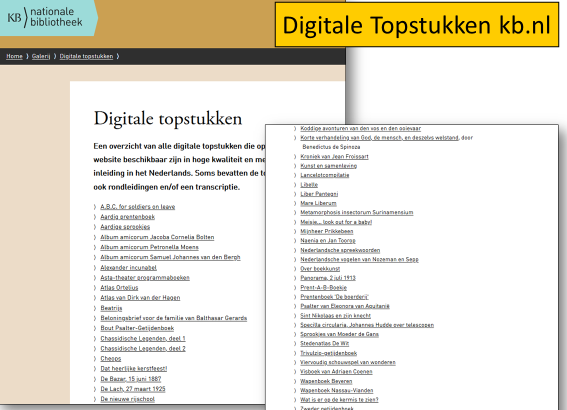 KB nationale
bibliotheek
Digitale Topstukken kb.nl
Home ⟩ Galerij ⟩ Digitale topstukken ⟩
Digitale topstukken
Een overzicht van alle digitale topstukken die op
website beschikbaar zijn in hoge kwaliteit en me
inleiding in het Nederlands. Soms bevatten de te
ook rondleidingen en/of een transcriptie.
⟩ A.B.C. for soldiers on leave
⟩ Aardig prentenboek
⟩ Aardige sprookjes
⟩ Album amicorum Jacoba Cornelia Bolten
⟩ Album amicorum Petronella Moens
⟩ Album amicorum Samuel Johannes van den Bergh
⟩ Alexander incunabel
⟩ Asta-theater programmaboeken
⟩ Atlas Ortelius
⟩ Atlas van Dirk van der Hagen
⟩ Beatrijs
⟩ Beloningsbrief voor de familie van Balthasar Gerards
⟩ Bout Psalter-Getijdenboek
⟩ Chassidische Legenden, deel 1
⟩ Chassidische Legenden, deel 2
⟩ Cheops
⟩ Dat heerlijke kerstfeest!
⟩ De Bazar, 15 juni 1887
⟩ De Lach, 27 maart 1925
⟩ De nieuwe rijschool
⟩ Koddige avonturen van den vos en den ooievaar
⟩ Korte verhandeling van God, de mensch, en deszelvs welstand, door
Benedictus de Spinoza
⟩ Kroniek van Jean Froissart
⟩ Kunst en samenleving
⟩ Lancelotcompilatie
⟩ Libelle
⟩ Liber Pantegni
⟩ Mare Liberum
⟩ Metamorphosis insectorum Surinamensium
⟩ Meisje... look out for a baby!
⟩ Mijnheer Prikkebeen
⟩ Naenia en Jan Toorop
⟩ Nederlandsche spreekwoorden
⟩ Nederlandsche vogelen van Nozeman en Sepp
⟩ Over boekkunst
⟩ Panorama, 2 juli 1913
⟩ Prent-A-B-Boekje
⟩ Prentenboek 'De boerderij'
⟩ Psalter van Eleonora van Aquitanië
⟩ Sint Nikolaas en zijn knecht
⟩ Specilla circularia, Johannes Hudde over telescopen
⟩ Sprookjes van Moeder de Gans
⟩ Stedenatlas De Wit
⟩ Trivulzio-getijdenboek
⟩ Viervoudig schouwspel van wonderen
⟩ Visboek van Adriaen Coenen
⟩ Wapenboek Beyeren
⟩ Wapenboek Nassau-Vianden
⟩ Wat is er op de kermis te zien?
⟩ Zweder getijdenboek